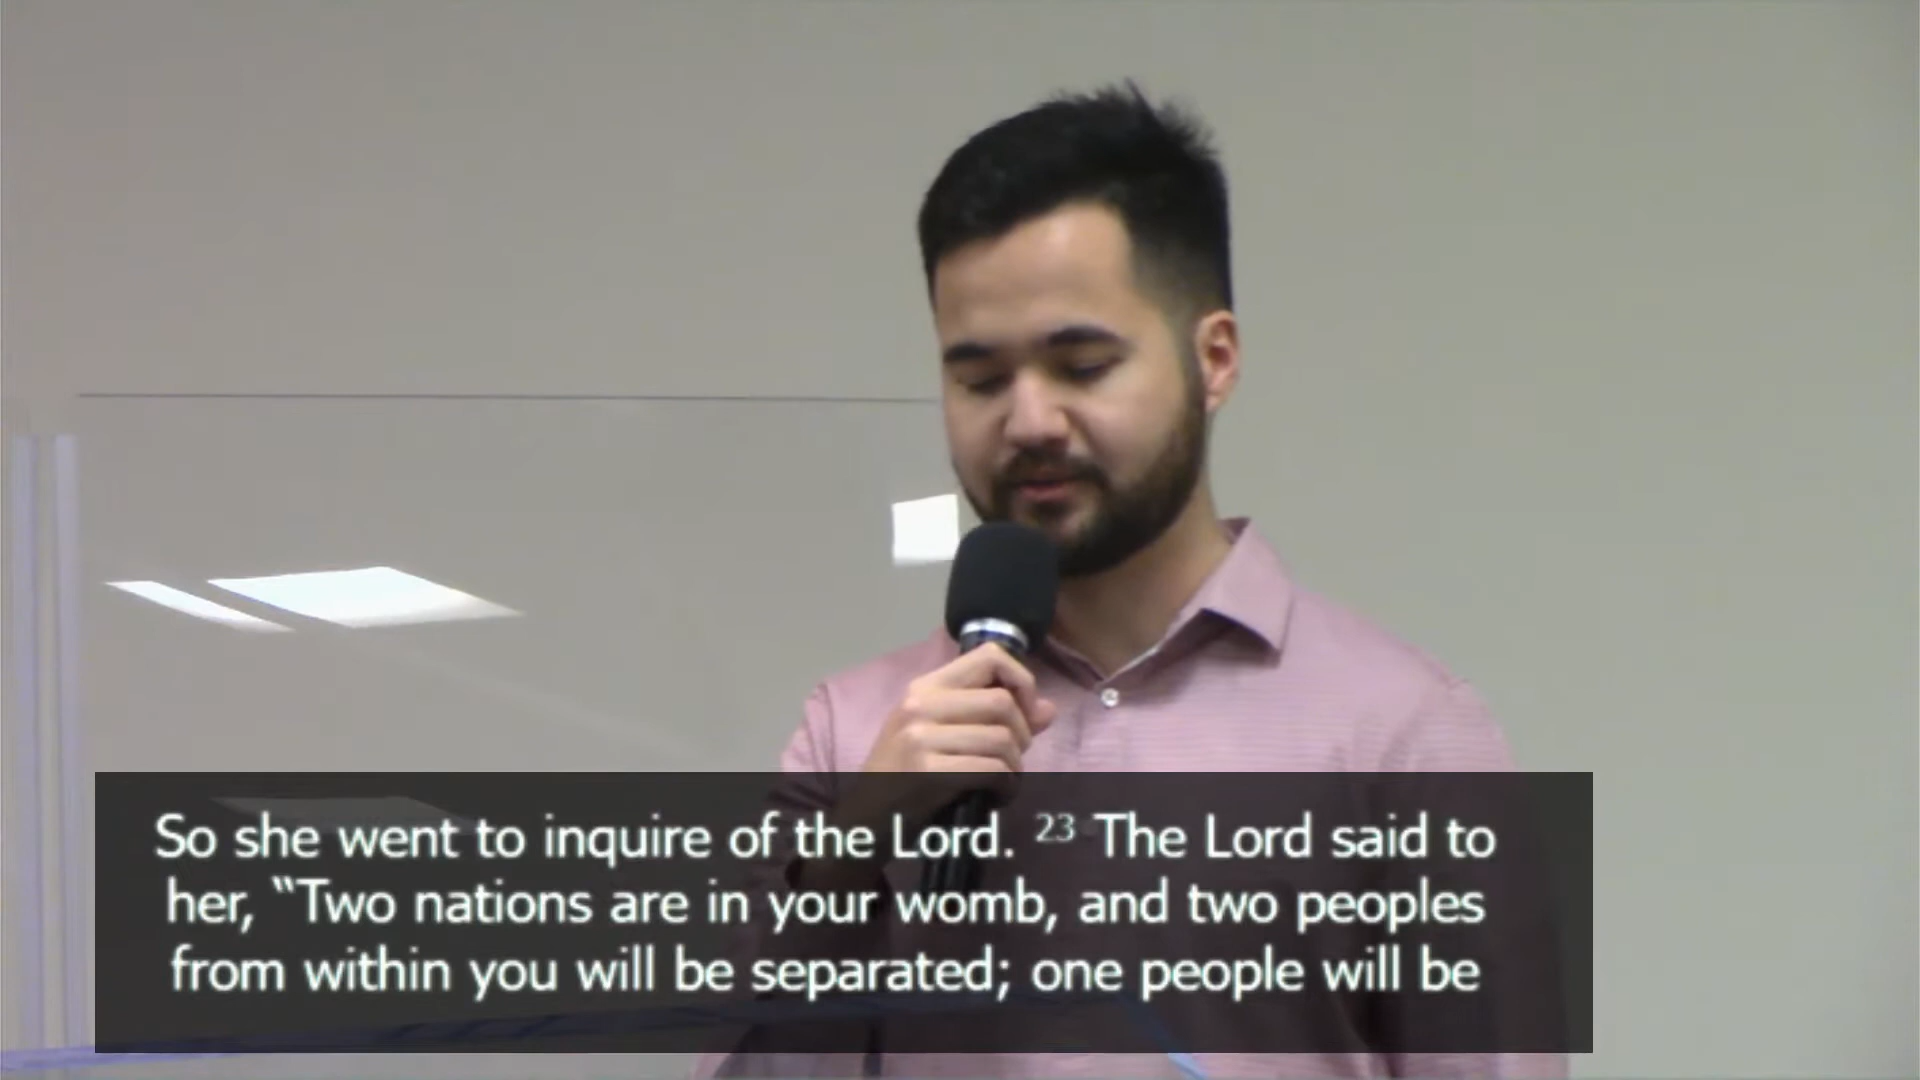 So she went to inquire of the Lord. ²³ The Lord said to
her, “Two nations are in your womb, and two peoples
from within you will be separated; one people will be